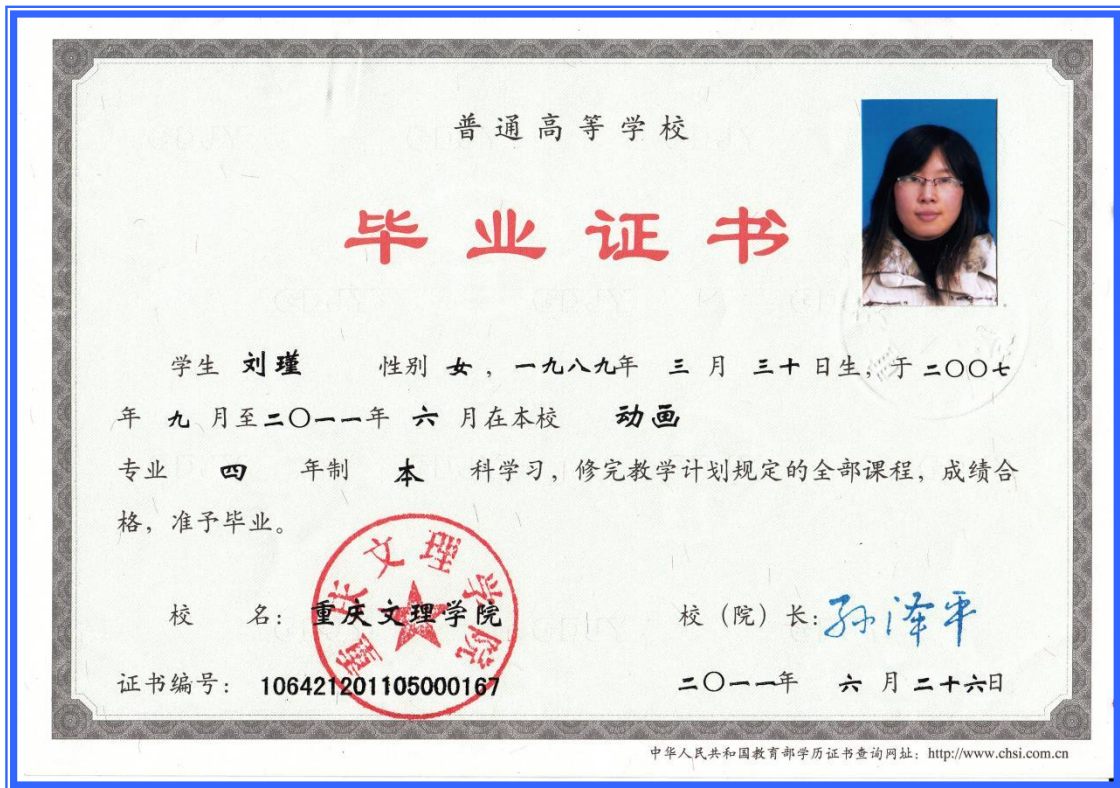 普通高等学校
毕业证书
学生 刘瑾 性别 女，一九八九年 三 月 三十 日生，于 二〇〇七
年 九 月至 二〇一一年 六 月在本校 动画
专业 四 年制 本 科学习，修完教学计划规定的全部课程，成绩合
格，准予毕业。
重庆文理学院
校 名：重庆文理学院 校（院）长：孙泽平
证书编号：106421201105000167 二〇一一年 六 月 二十六日
中华人民共和国教育部学历证书查询网址：http://www.chsi.com.cn